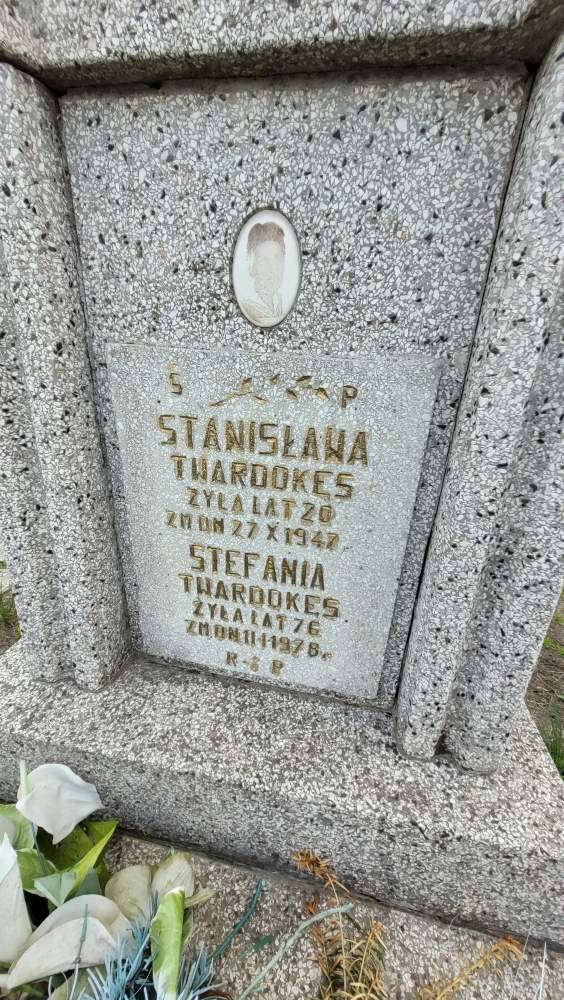 Ś P
STANISŁAWA
TWARDOKĘS
ŻYŁA LAT 20
ZM DN 27 X 1947 r.
STEFANIA
TWARDOKĘS
ŻYŁA LAT 76
ZM DN 11 I 1978 r.
R I P